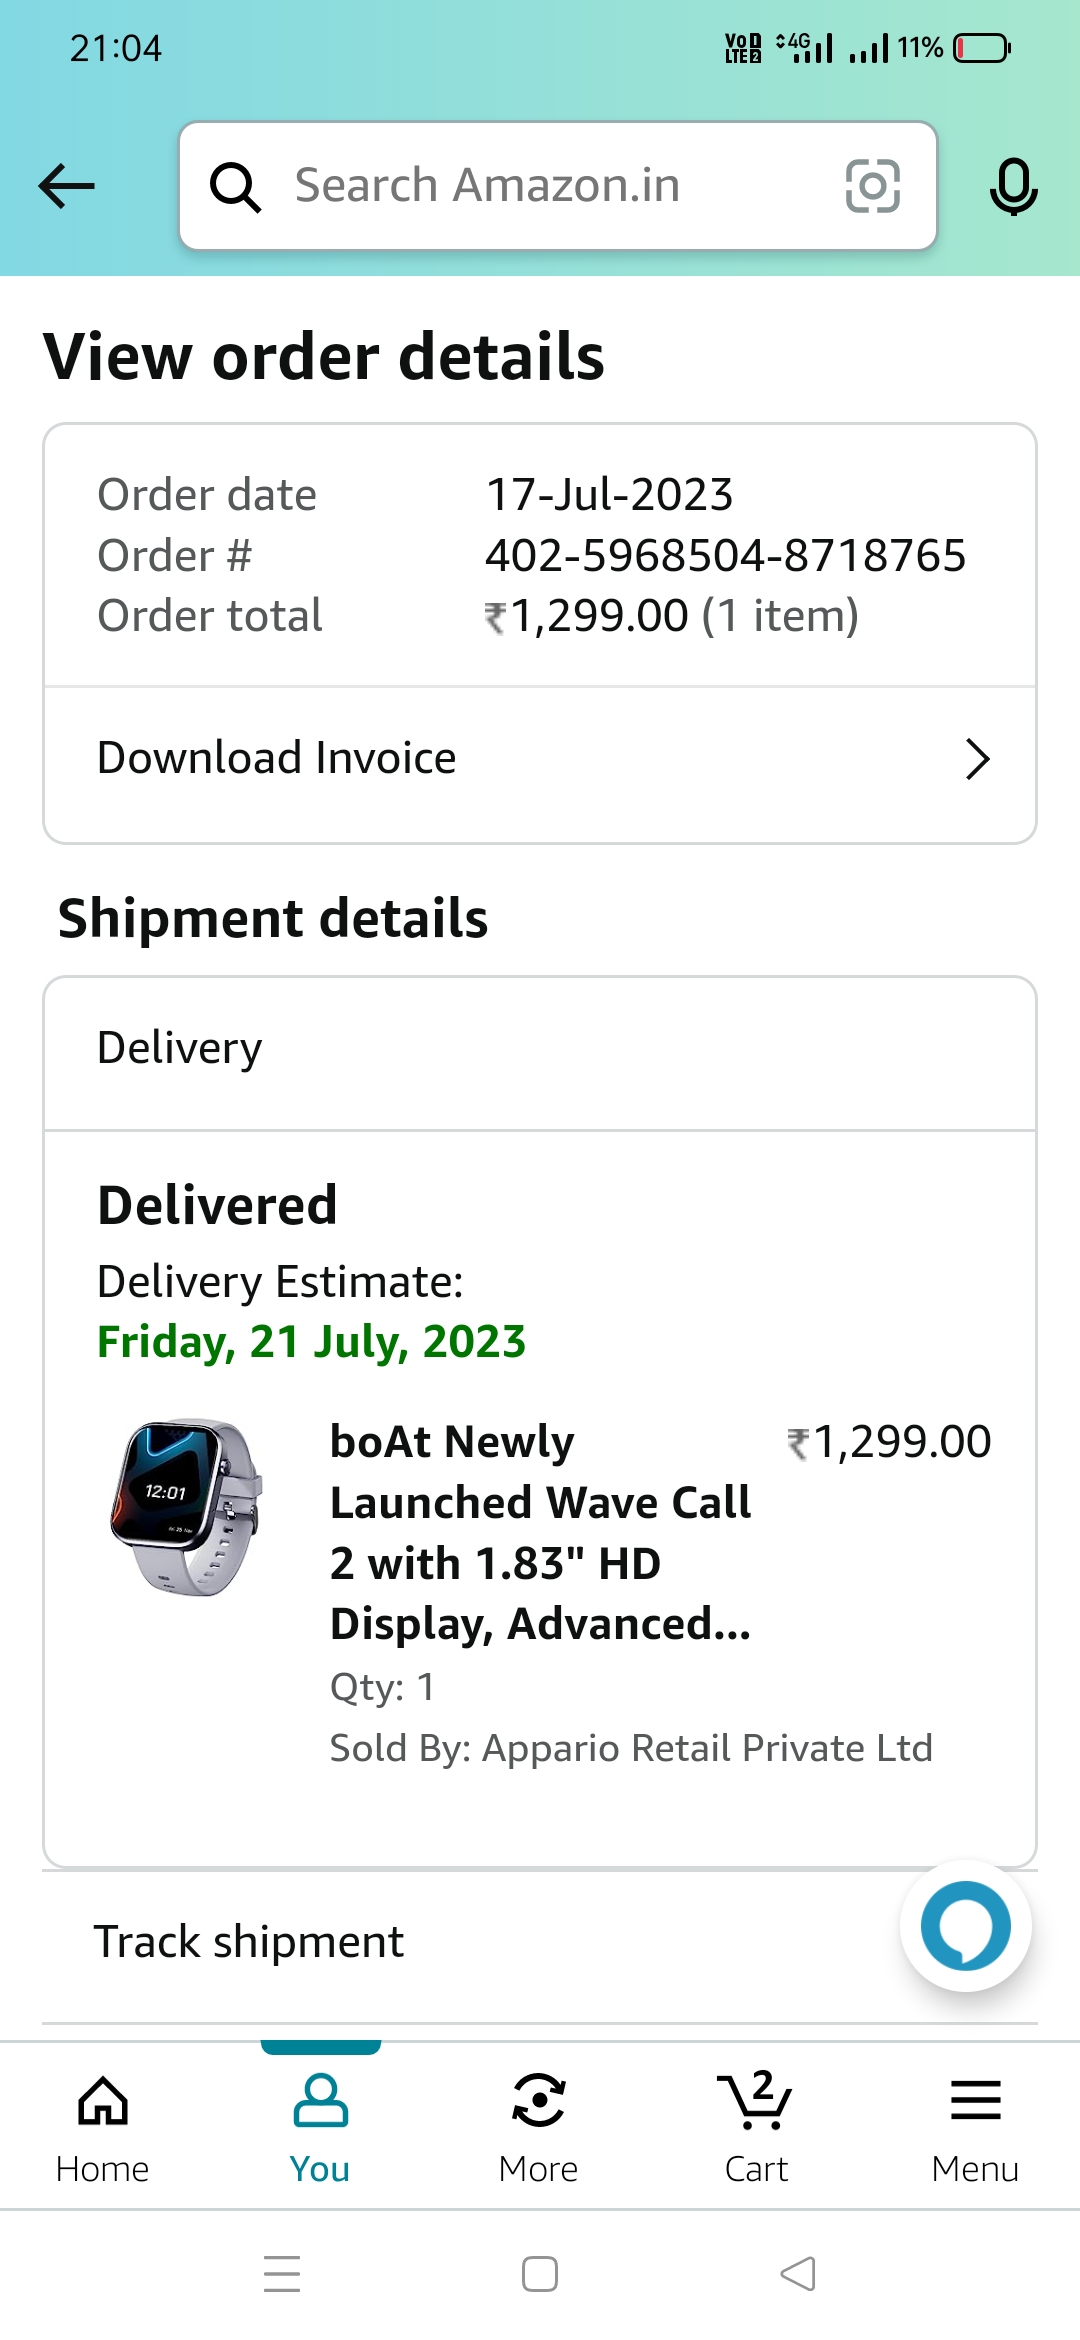 21:04
VoD LTE 2 4G 11%
Search Amazon.in
View order details
Order date 17-Jul-2023
Order # 402-5968504-8718765
Order total ₹1,299.00 (1 item)
Download Invoice
Shipment details
Delivery
Delivered
Delivery Estimate:
Friday, 21 July, 2023
12:01
boAt Newly ₹1,299.00
Launched Wave Call
2 with 1.83" HD
Display, Advanced...
Qty: 1
Sold By: Appario Retail Private Ltd
Track shipment
2
Home You More Cart Menu